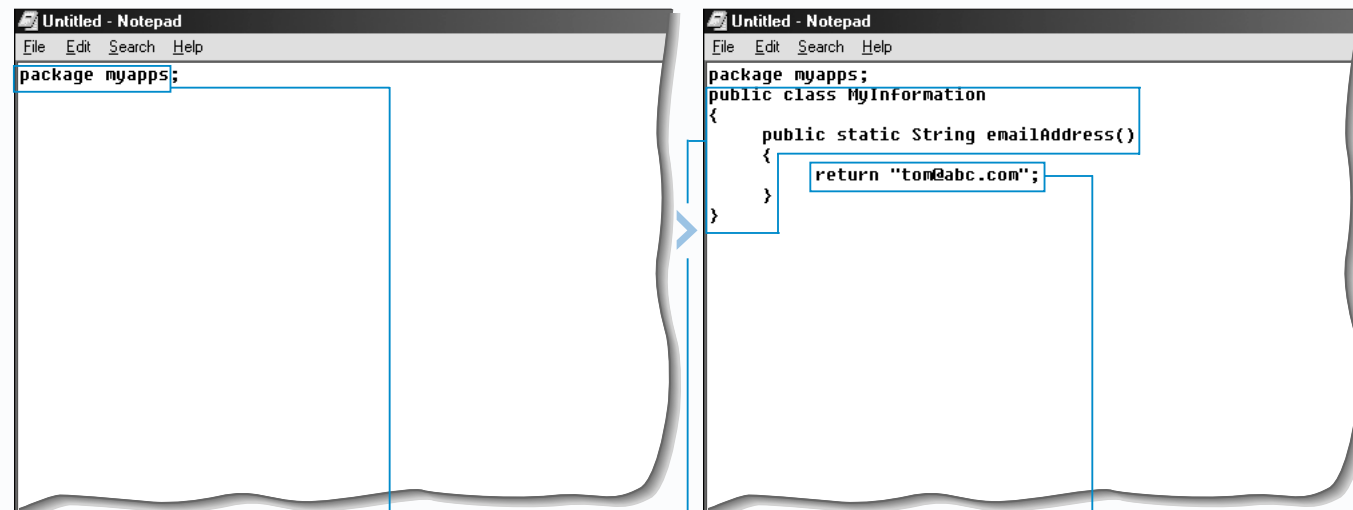 Untitled - Notepad
File Edit Search Help
package myapps;
Untitled - Notepad
File Edit Search Help
package myapps;
public class MyInformation
{
public static String emailAddress()
{
return "tom@abc.com";
}
}